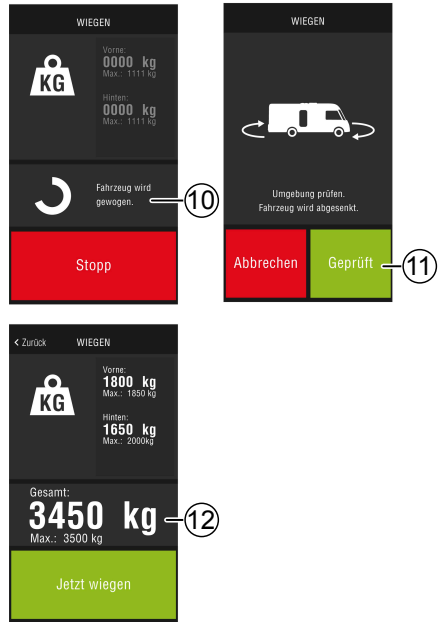 WIEGEN
KG
Vorne:
0000 kg
Max.: 1111 kg
Hinten:
0000 kg
Max.: 1111 kg
Fahrzeug wird
gewogen.
10
Stopp
WIEGEN
Umgebung prüfen.
Fahrzeug wird abgesenkt.
Abbrechen
Geprüft
11
< Zurück WIEGEN
KG
Vorne:
1800 kg
Max.: 1850 kg
Hinten:
1650 kg
Max.: 2000kg
Gesamt:
3450 kg
Max.: 3500 kg
12
Jetzt wiegen